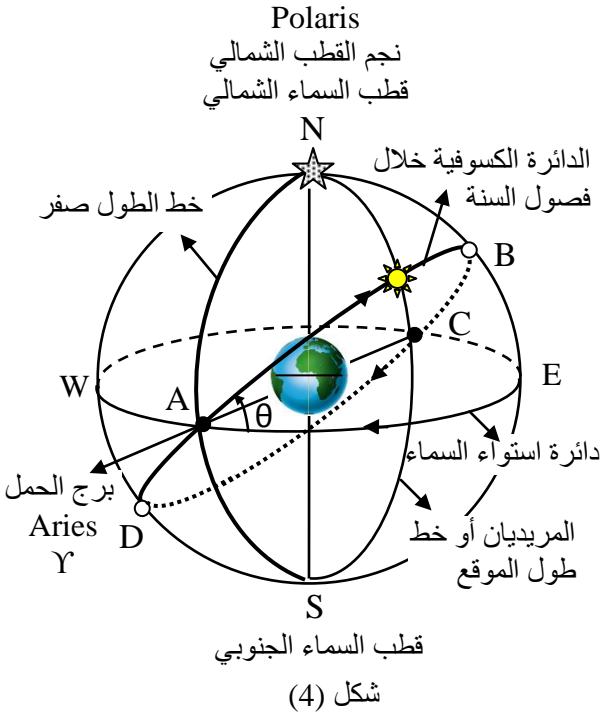 Polaris
نجم القطب الشمالي
قطب السماء الشمالي
N
الدائرة الكسوفية خلال
فصول السنة
خط الطول صفر
B
C
W
E
A
θ
دائرة استواء السماء
برج الحمل
Aries
ϒ
D
المريديان أو خط
طول الموقع
S
قطب السماء الجنوبي
شكل (4)